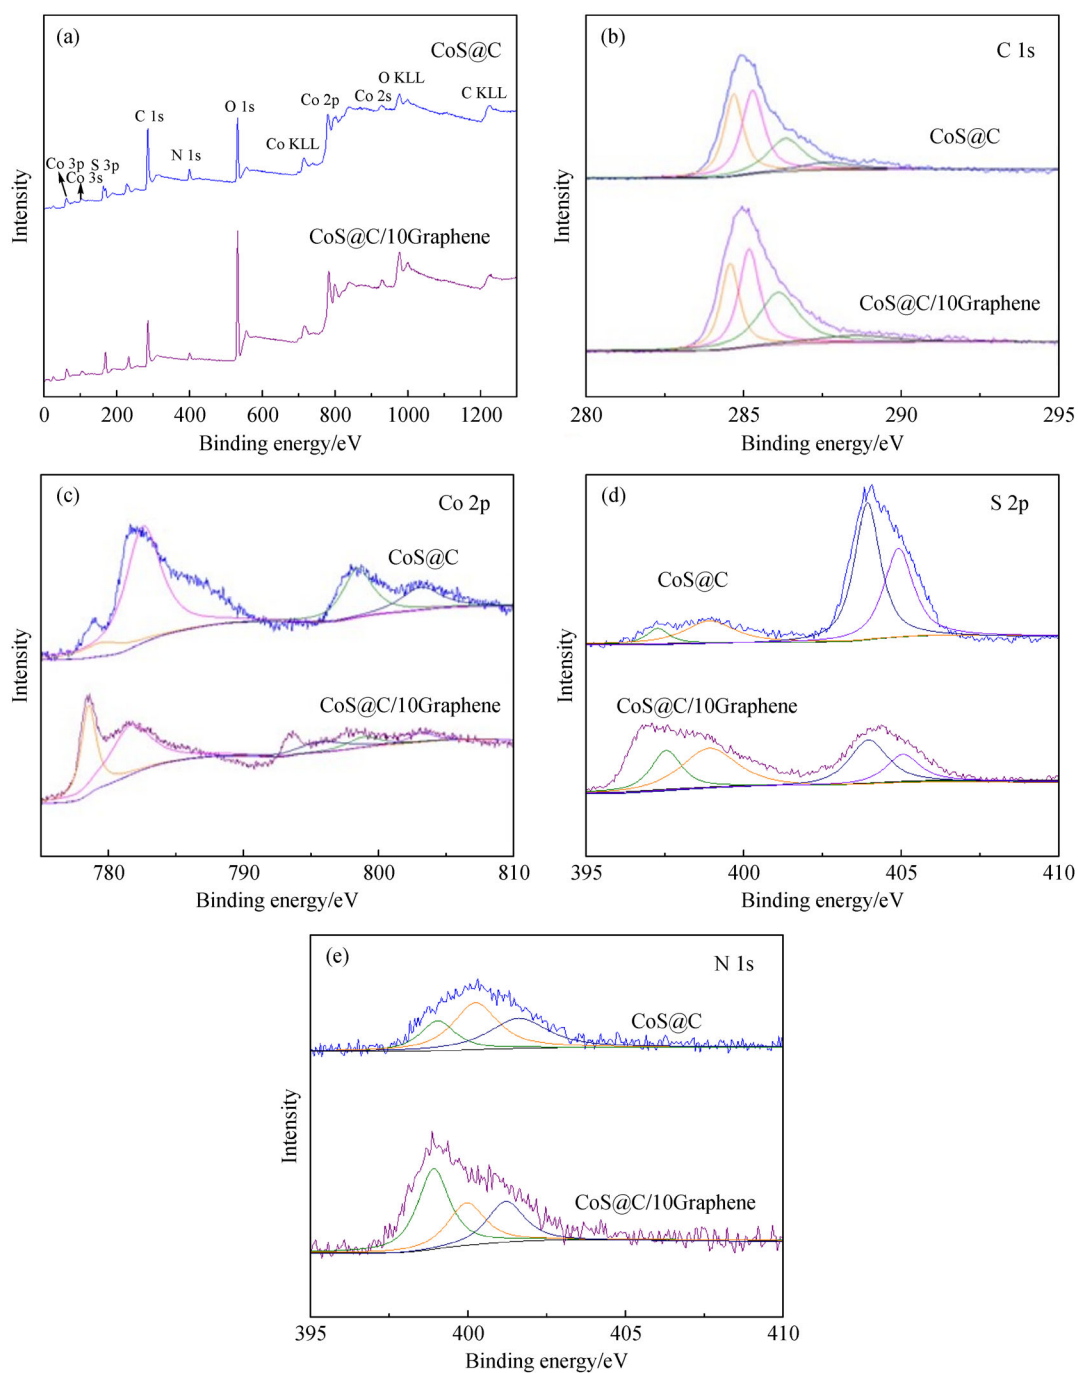 (a)
CoS@C
O KLL
C KLL
Co 2p
Co 2s
O 1s
C 1s
Co KLL
N 1s
Co 3p
S 3p
Co 3s
CoS@C/10Graphene
Intensity
0 200 400 600 800 1000 1200
Binding energy/eV
(b)
C 1s
CoS@C
CoS@C/10Graphene
Intensity
280 285 290 295
Binding energy/eV
(c)
Co 2p
CoS@C
CoS@C/10Graphene
Intensity
780 790 800 810
Binding energy/eV
(d)
S 2p
CoS@C
CoS@C/10Graphene
Intensity
395 400 405 410
Binding energy/eV
(e)
N 1s
CoS@C
CoS@C/10Graphene
Intensity
395 400 405 410
Binding energy/eV